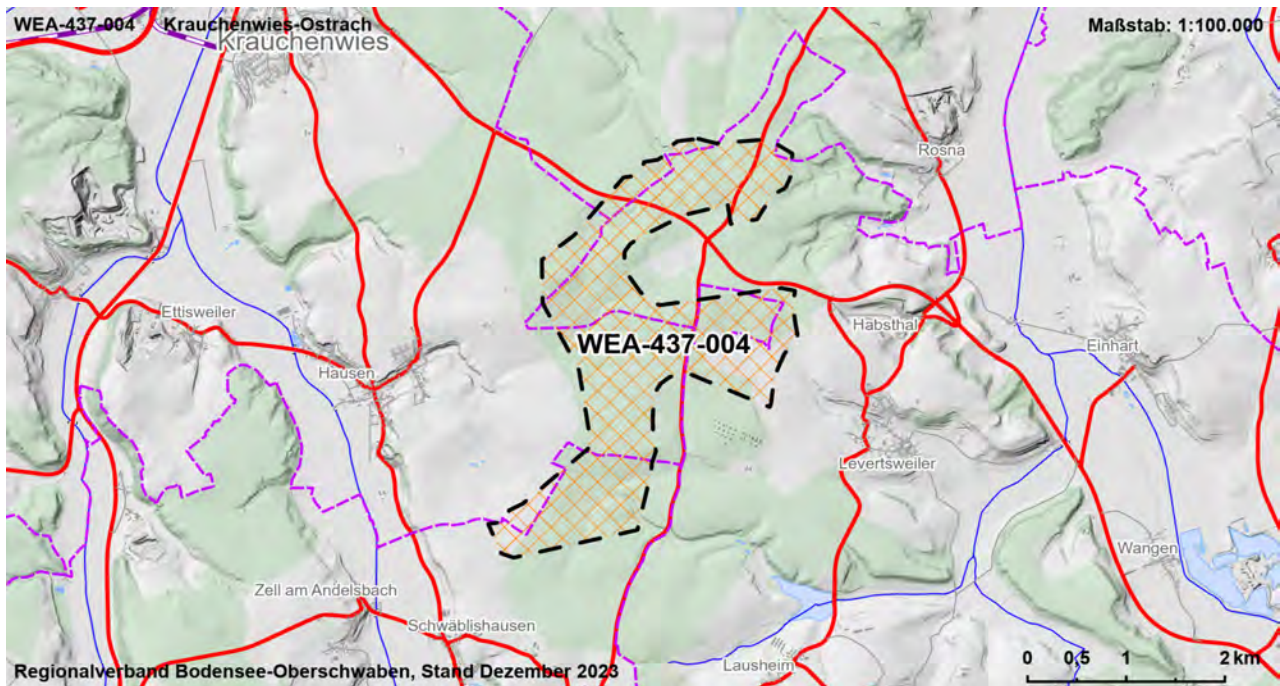 WEA-437-004 Krauchenwies-Ostrach
Maßstab: 1:100.000
Krauchenwies
Rosna
Ettisweiler
Habsthal
WEA-437-004
Einhart
Hausen
Levertsweiler
Wangen
Zell am Andelsbach
Schwäblishausen
Lausheim
Regionalverband Bodensee-Oberschwaben, Stand Dezember 2023
0 0,5 1 2 km